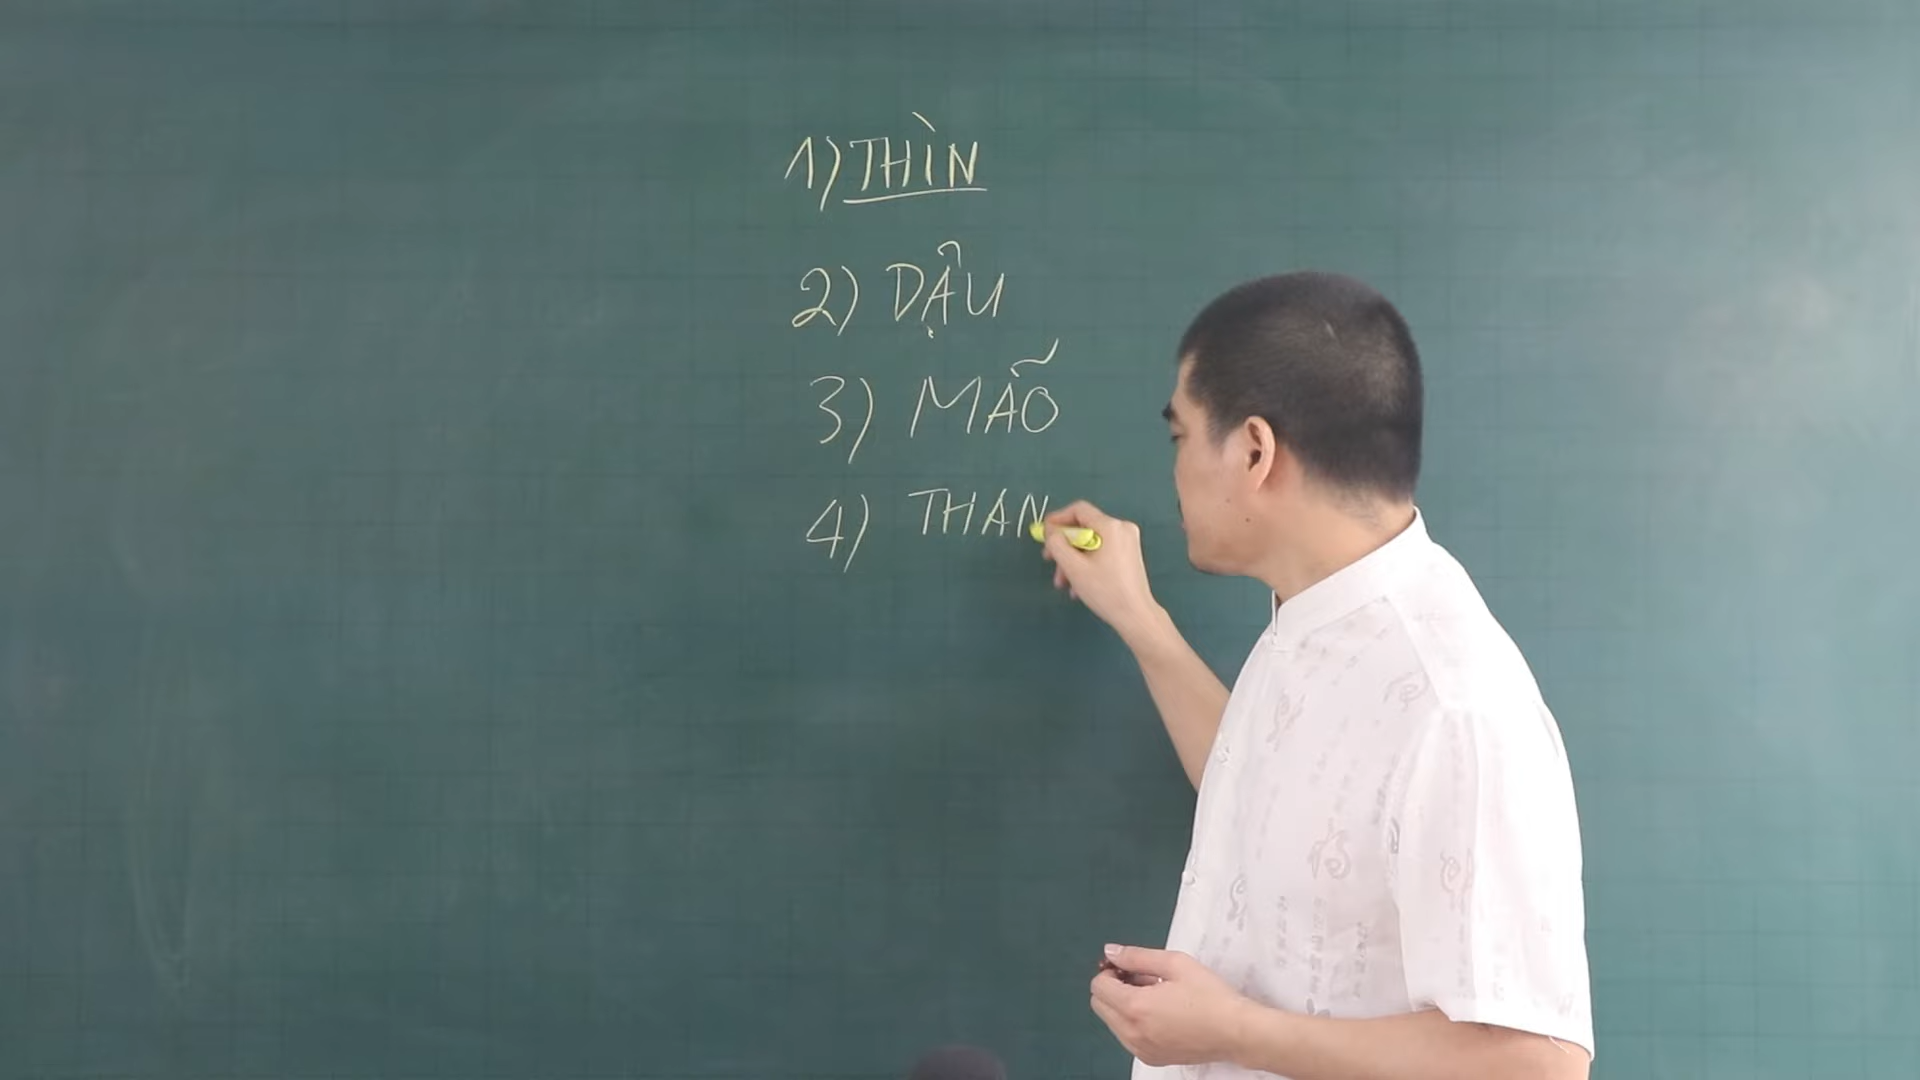 1) THÌN
2) DẬU
3) MÃO
4) THAN